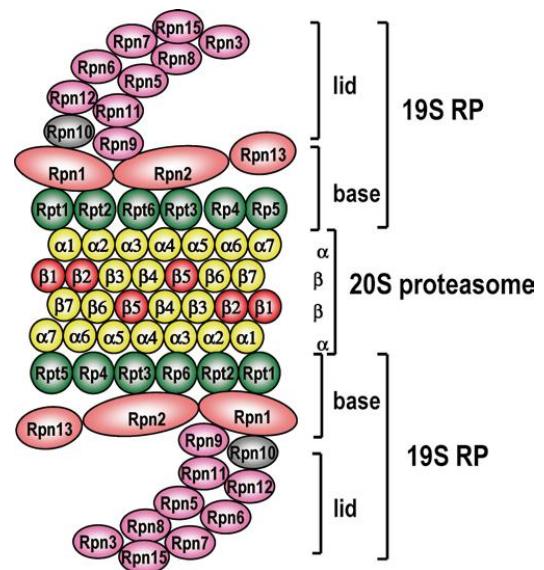 Rpn15
Rpn7 Rpn3
Rpn6 Rpn8
Rpn5
Rpn12 Rpn11
Rpn10 Rpn9
Rpn1 Rpn2 Rpn13
Rpt1 Rpt2 Rpt6 Rpt3 Rp4 Rp5
α1 α2 α3 α4 α5 α6 α7
β1 β2 β3 β4 β5 β6 β7
β7 β6 β5 β4 β3 β2 β1
α7 α6 α5 α4 α3 α2 α1
Rpt5 Rp4 Rpt3 Rp6 Rpt2 Rpt1
Rpn13 Rpn2 Rpn1
Rpn9 Rpn10
Rpn11 Rpn12
Rpn5 Rpn6
Rpn8
Rpn3 Rpn7
Rpn15
lid
base
19S RP
α
β
β
α
20S proteasome
base
lid
19S RP